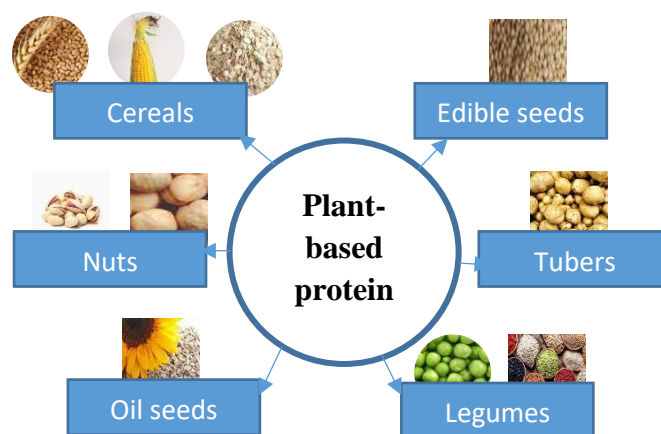 Cereals
Edible seeds
Plant-
based
protein
Nuts
Tubers
Oil seeds
Legumes